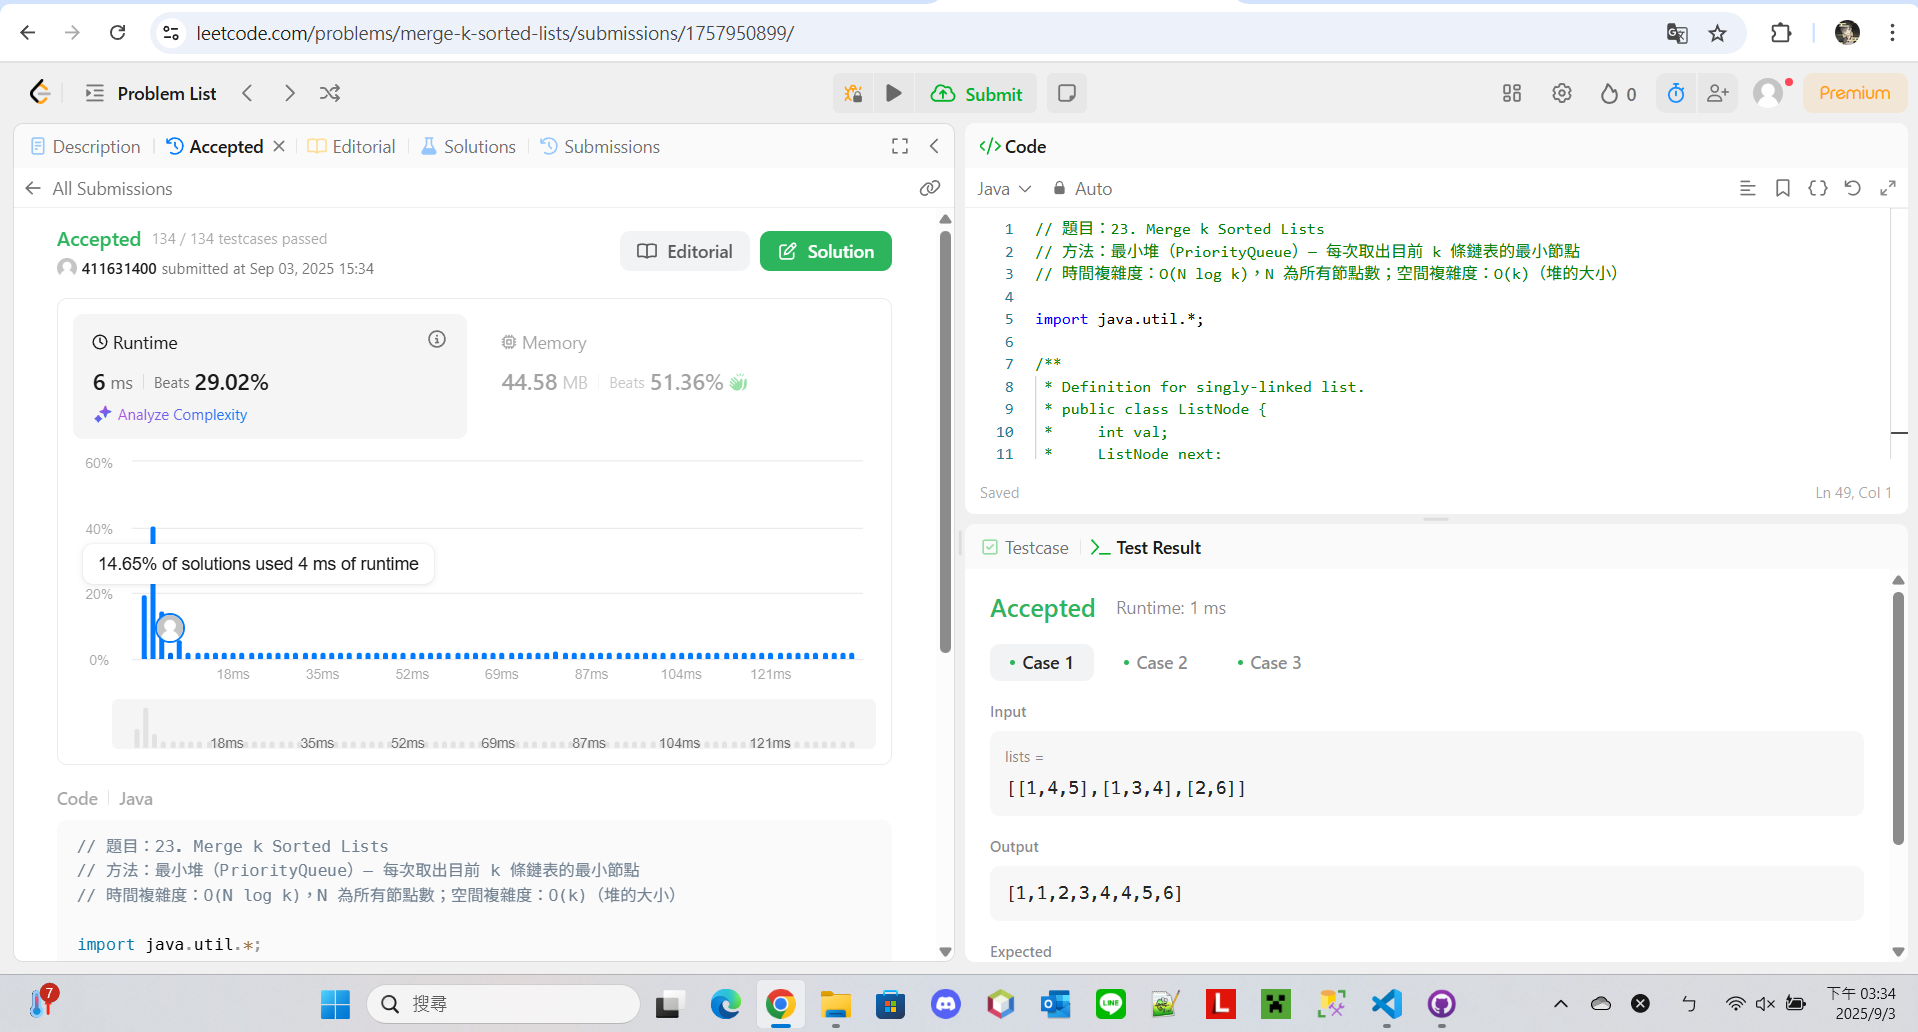 leetcode.com/problems/merge-k-sorted-lists/submissions/1757950899/
Problem List
Submit
0
Premium
Description
Accepted
Editorial
Solutions
Submissions
All Submissions
Accepted 134 / 134 testcases passed
411631400 submitted at Sep 03, 2025 15:34
Editorial
Solution
Runtime
6 ms Beats 29.02%
Analyze Complexity
Memory
44.58 MB Beats 51.36%
60%
40%
14.65% of solutions used 4 ms of runtime
20%
0%
18ms 35ms 52ms 69ms 87ms 104ms 121ms
18ms 35ms 52ms 69ms 87ms 104ms 121ms
Code Java
// 題目：23. Merge k Sorted Lists
// 方法：最小堆（PriorityQueue）— 每次取出目前 k 條鏈表的最小節點
// 時間複雜度：O(N log k)，N 為所有節點數；空間複雜度：O(k)（堆的大小）
import java.util.*;
Code
Java Auto
1 // 題目：23. Merge k Sorted Lists
2 // 方法：最小堆（PriorityQueue）— 每次取出目前 k 條鏈表的最小節點
3 // 時間複雜度：O(N log k)，N 為所有節點數；空間複雜度：O(k)（堆的大小）
4
5 import java.util.*;
6
7 /**
8 * Definition for singly-linked list.
9 * public class ListNode {
10 * int val;
11 * ListNode next;
Saved
Ln 49, Col 1
Testcase
Test Result
Accepted Runtime: 1 ms
Case 1 Case 2 Case 3
Input
lists =
[[1,4,5],[1,3,4],[2,6]]
Output
[1,1,2,3,4,4,5,6]
Expected
7
搜尋
LINE
L
ㄅ
下午 03:34
2025/9/3